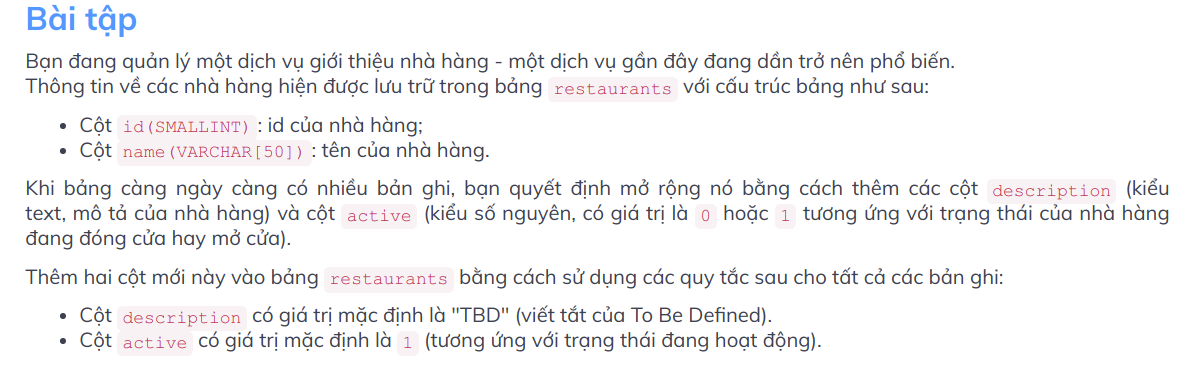 Bài tập
Bạn đang quản lý một dịch vụ giới thiệu nhà hàng - một dịch vụ gần đây đang dần trở nên phổ biến.
Thông tin về các nhà hàng hiện được lưu trữ trong bảng restaurants với cấu trúc bảng như sau:
• Cột id(SMALLINT): id của nhà hàng;
• Cột name(VARCHAR[50]): tên của nhà hàng.
Khi bảng càng ngày càng có nhiều bản ghi, bạn quyết định mở rộng nó bằng cách thêm các cột description (kiểu
text, mô tả của nhà hàng) và cột active (kiểu số nguyên, có giá trị là 0 hoặc 1 tương ứng với trạng thái của nhà hàng
đang đóng cửa hay mở cửa).
Thêm hai cột mới này vào bảng restaurants bằng cách sử dụng các quy tắc sau cho tất cả các bản ghi:
• Cột description có giá trị mặc định là "TBD" (viết tắt của To Be Defined).
• Cột active có giá trị mặc định là 1 (tương ứng với trạng thái đang hoạt động).